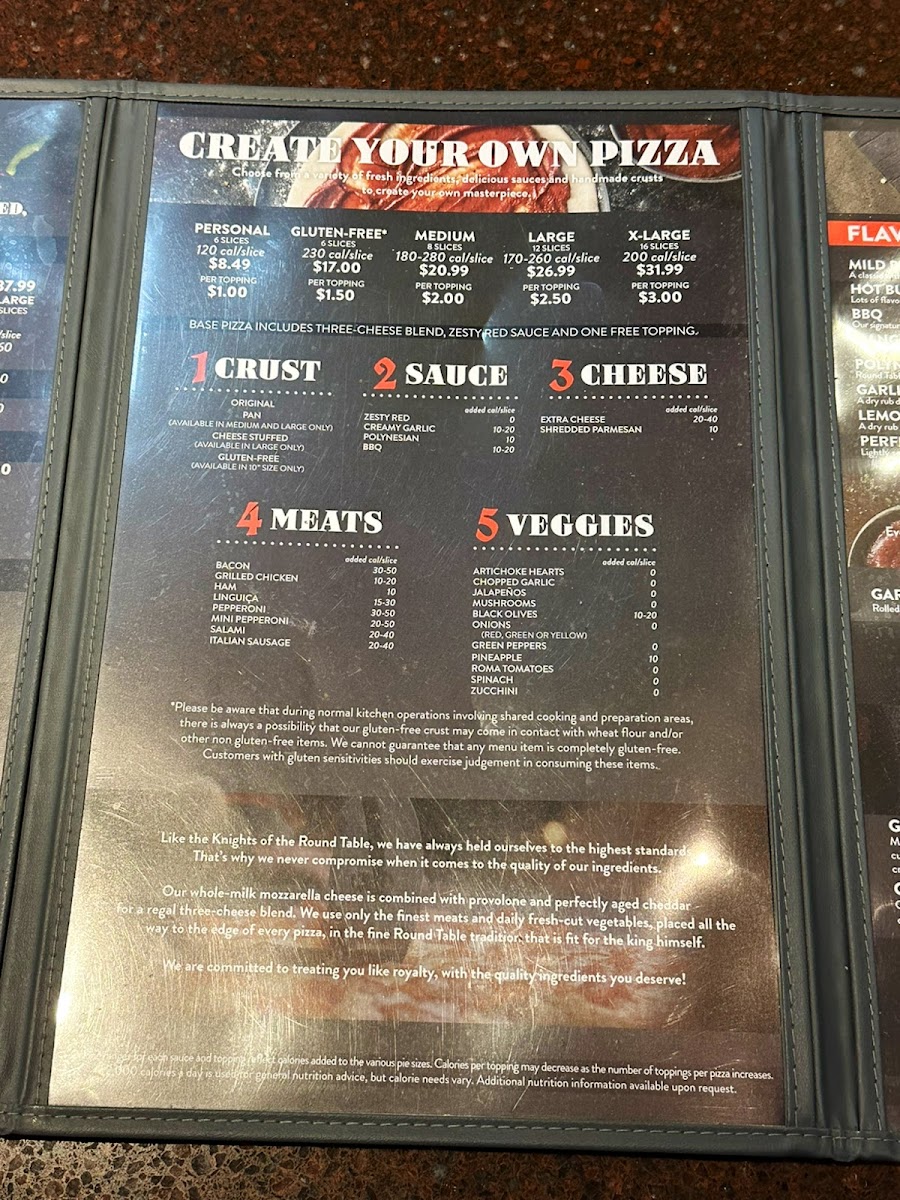 ED,
37.99
LARGE
SLICES
/slice
CREATE YOUR OWN PIZZA
Choose from a variety of fresh ingredients, delicious sauces and handmade crusts
to create your own masterpiece.
PERSONAL
6 SLICES
120 cal/slice
$8.49
PER TOPPING
$1.00
GLUTEN-FREE*
6 SLICES
230 cal/slice
$17.00
PER TOPPING
$1.50
MEDIUM
8 SLICES
180-280 cal/slice
$20.99
PER TOPPING
$2.00
LARGE
12 SLICES
170-260 cal/slice
$26.99
PER TOPPING
$2.50
X-LARGE
16 SLICES
200 cal/slice
$31.99
PER TOPPING
$3.00
BASE PIZZA INCLUDES THREE-CHEESE BLEND, ZESTY RED SAUCE AND ONE FREE TOPPING.
1 CRUST
ORIGINAL
PAN
(AVAILABLE IN MEDIUM AND LARGE ONLY)
CHEESE STUFFED
(AVAILABLE IN LARGE ONLY)
GLUTEN-FREE
(AVAILABLE IN 10" SIZE ONLY)
2 SAUCE
added cal/slice
ZESTY RED 0
CREAMY GARLIC 10-20
POLYNESIAN 10
BBQ 10-20
3 CHEESE
added cal/slice
EXTRA CHEESE 20-40
SHREDDED PARMESAN 10
4 MEATS
added cal/slice
BACON 30-50
GRILLED CHICKEN 10-20
HAM 10
LINGUIÇA 15-30
PEPPERONI 30-50
MINI PEPPERONI 20-50
SALAMI 20-40
ITALIAN SAUSAGE 20-40
5 VEGGIES
added cal/slice
ARTICHOKE HEARTS 0
CHOPPED GARLIC 0
JALAPEÑOS 0
MUSHROOMS 0
BLACK OLIVES 10-20
ONIONS 0
(RED, GREEN OR YELLOW)
GREEN PEPPERS 0
PINEAPPLE 10
ROMA TOMATOES 0
SPINACH 0
ZUCCHINI 0
*Please be aware that during normal kitchen operations involving shared cooking and preparation areas,
there is always a possibility that our gluten-free crust may come in contact with wheat flour and/or
other non gluten-free items. We cannot guarantee that any menu item is completely gluten-free.
Customers with gluten sensitivities should exercise judgement in consuming these items.
Like the Knights of the Round Table, we have always held ourselves to the highest standards.
That's why we never compromise when it comes to the quality of our ingredients.
Our whole-milk mozzarella cheese is combined with provolone and perfectly aged cheddar
for a regal three-cheese blend. We use only the finest meats and daily fresh-cut vegetables, placed all the
way to the edge of every pizza, in the fine Round Table tradition that is fit for the king himself.
We are committed to treating you like royalty, with the quality ingredients you deserve!
for each sauce and topping reflect calories added to the various pie sizes. Calories per topping may decrease as the number of toppings per pizza increases.
calories a day is used for general nutrition advice, but calorie needs vary. Additional nutrition information available upon request.
FLAV
MILD
A
HOT BU
Lots of flavo
BBQ
Our signatur
Round Tabl
GARL
A dry rub
LEMO
A dry rub
PERF
Lightly
GAR
Rolled